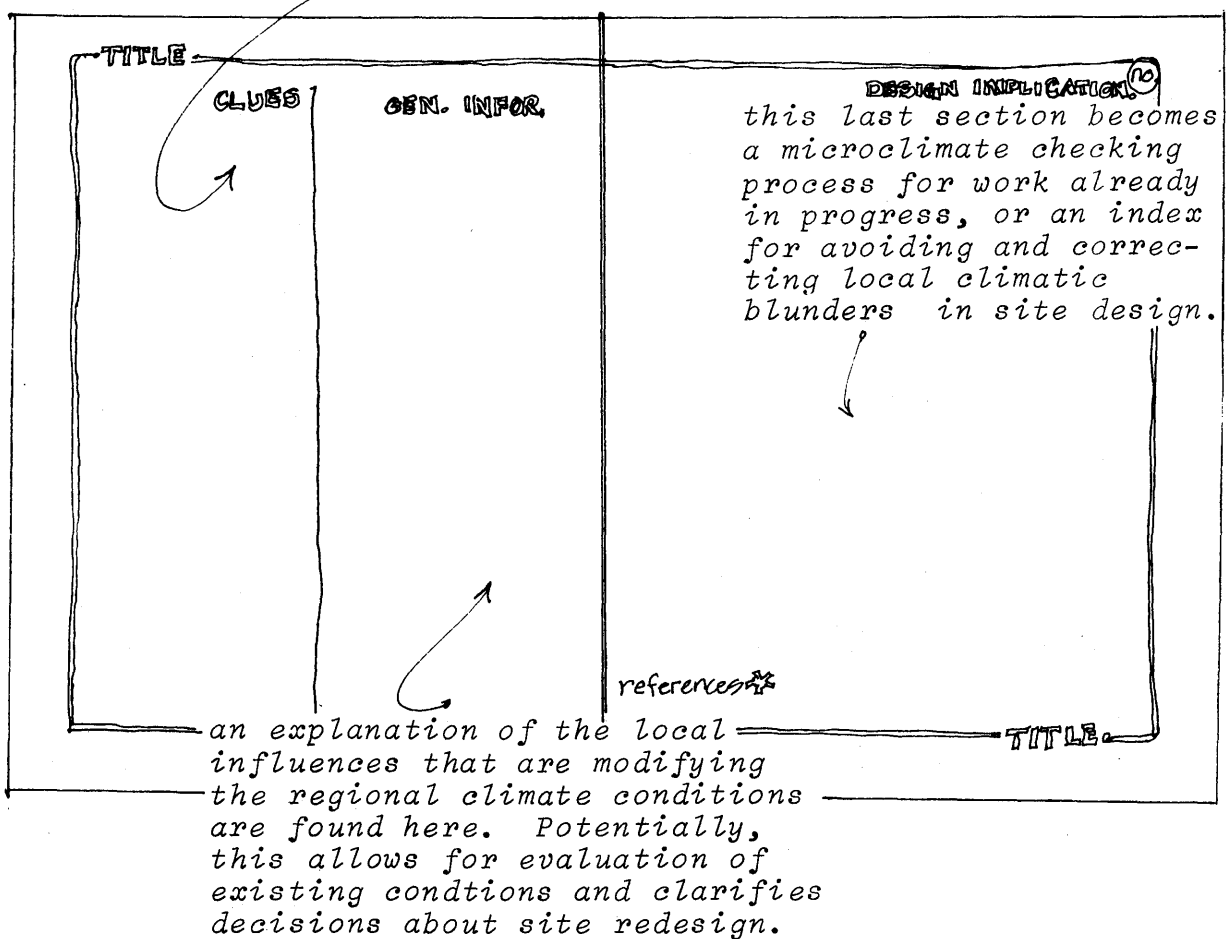 TITLE
CLUES
GEN. INFOR.
DESIGN IMPLICATION.
no.
this last section becomes
a microclimate checking
process for work already
in progress, or an index
for avoiding and correc-
ting local climatic
blunders in site design.
references*
an explanation of the local
influences that are modifying
the regional climate conditions
are found here. Potentially,
this allows for evaluation of
existing condtions and clarifies
decisions about site redesign.
TITLE